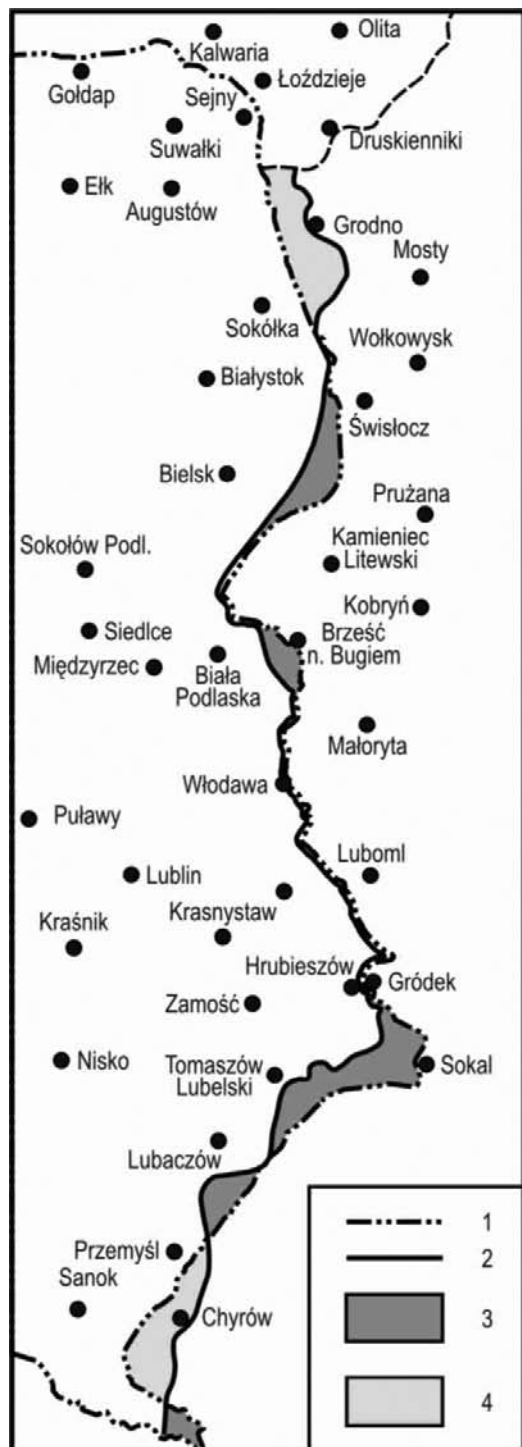 Kalwaria
Olita
Gołdap
Łoździeje
Sejny
Suwałki
Druskienniki
Ełk
Augustów
Grodno
Mosty
Sokółka
Wołkowysk
Białystok
Świsłocz
Bielsk
Prużana
Sokołów Podl.
Kamieniec
Litewski
Kobryń
Siedlce
Brześć
n. Bugiem
Międzyrzec
Biała
Podlaska
Małoryta
Włodawa
Puławy
Luboml
Lublin
Krasnystaw
Kraśnik
Hrubieszów
Gródek
Zamość
Nisko
Tomaszów
Lubelski
Sokal
Lubaczów
Przemyśl
Sanok
Chyrów
1
2
3
4